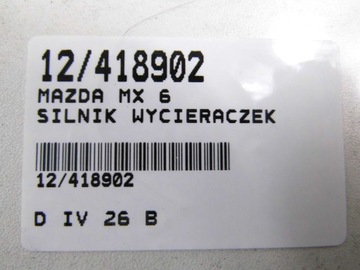 12/418902
MAZDA MX 6
SILNIK WYCIERACZEK
12/418902
D IV 26 B